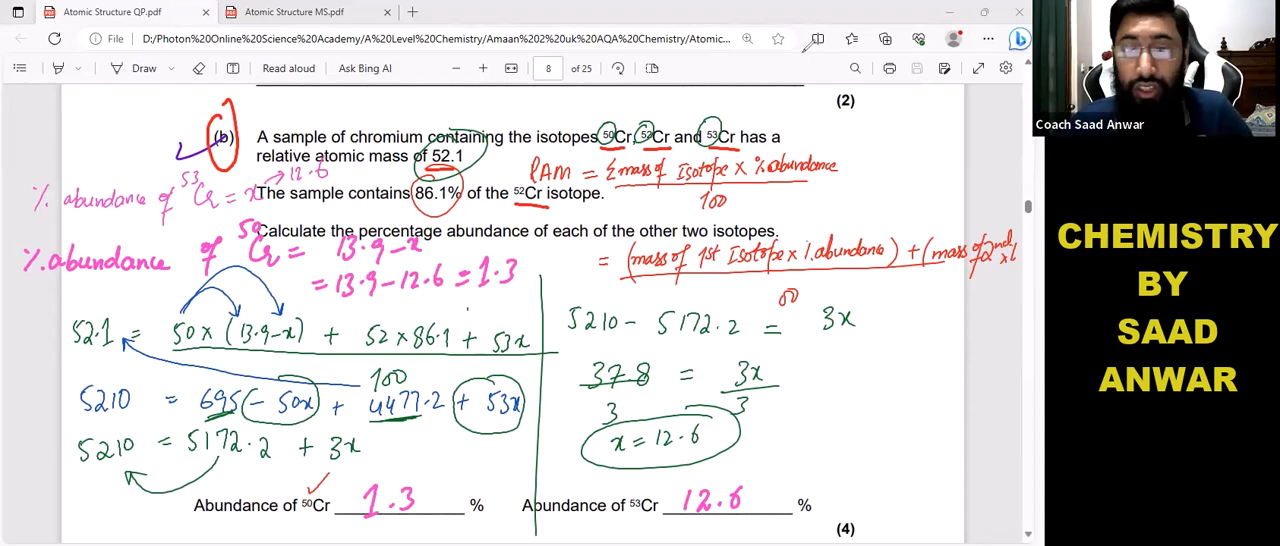 Atomic Structure QP.pdf
Atomic Structure MS.pdf
D:/Photon%20Online%20Science%20Academy/A%20Level%20Chemistry/Amaan%202%20uk%20AQA%20Chemistry/Atomic...
Draw
Read aloud
Ask Bing AI
8 of 25
(2)
(b) A sample of chromium containing the isotopes ⁵⁰Cr, ⁵²Cr and ⁵³Cr has a
relative atomic mass of 52.1
RAM = Σ mass of Isotope x % abundance
100
% abundance of ⁵³Cr = x → 12.6
The sample contains 86.1% of the ⁵²Cr isotope.
Calculate the percentage abundance of each of the other two isotopes.
% abundance of ⁵⁰Cr = 13.9 - x
= 13.9 - 12.6 = 1.3
= (mass of 1st Isotope x % abundance) + (mass of 2nd x %
100
52.1 = 50 x (13.9 - x) + 52 x 86.1 + 53x
100
5210 = 695 - 50x + 4477.2 + 53x
5210 = 5172.2 + 3x
5210 - 5172.2 = 3x
37.8 = 3x
3 3
x = 12.6
Abundance of ⁵⁰Cr 1.3 %
Abundance of ⁵³Cr 12.6 %
(4)
Coach Saad Anwar
CHEMISTRY
BY
SAAD
ANWAR